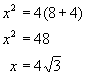 x² = 4(8 + 4)
x² = 48
x = 4√3